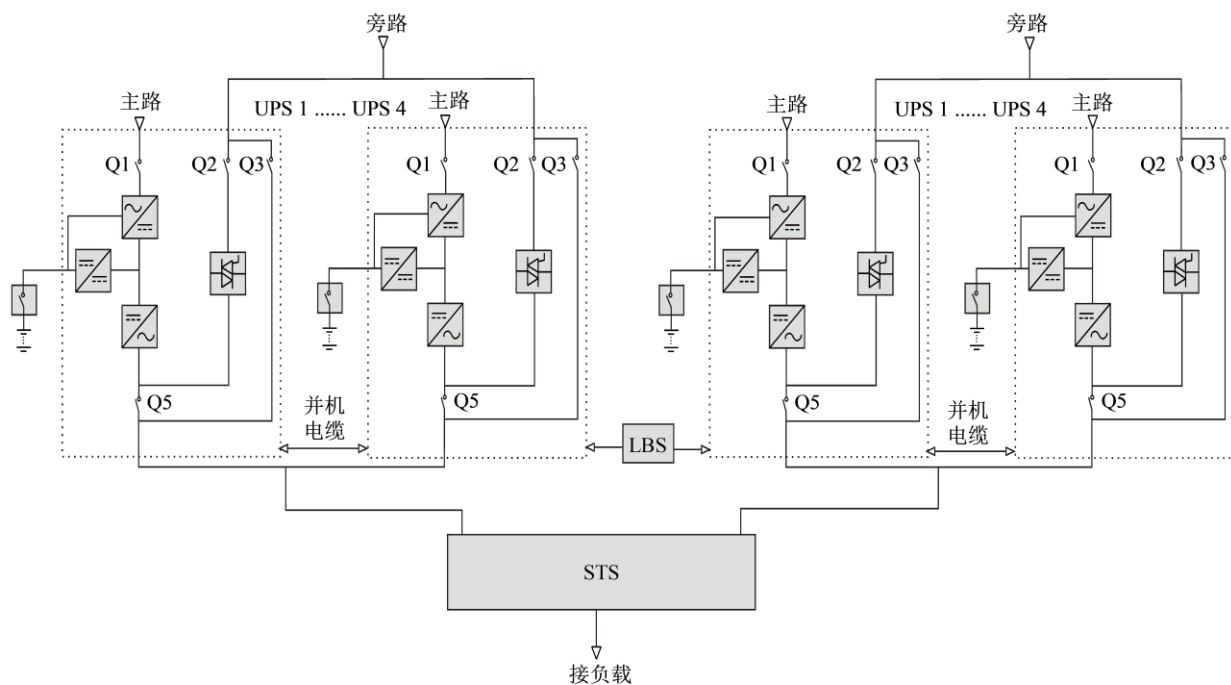 旁路
旁路
主路
UPS 1 ...... UPS 4
主路
主路
UPS 1 ...... UPS 4
主路
Q1
Q2
Q3
Q1
Q2
Q3
Q1
Q2
Q3
Q1
Q2
Q3
Q5
并机
电缆
Q5
LBS
Q5
并机
电缆
Q5
STS
接负载